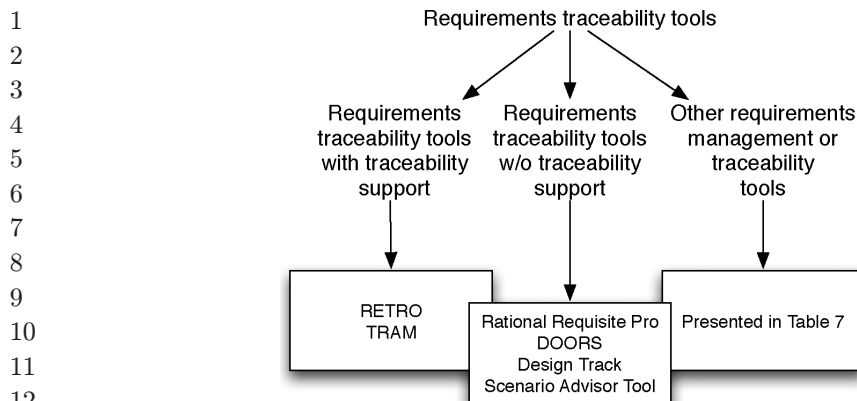 1
2
3
4
5
6
7
8
9
10
11
12
Requirements traceability tools
Requirements
traceability tools
with traceability
support
Requirements
traceability tools
w/o traceability
support
Other requirements
management or
traceability
tools
RETRO
TRAM
Rational Requisite Pro
DOORS
Design Track
Scenario Advisor Tool
Presented in Table 7